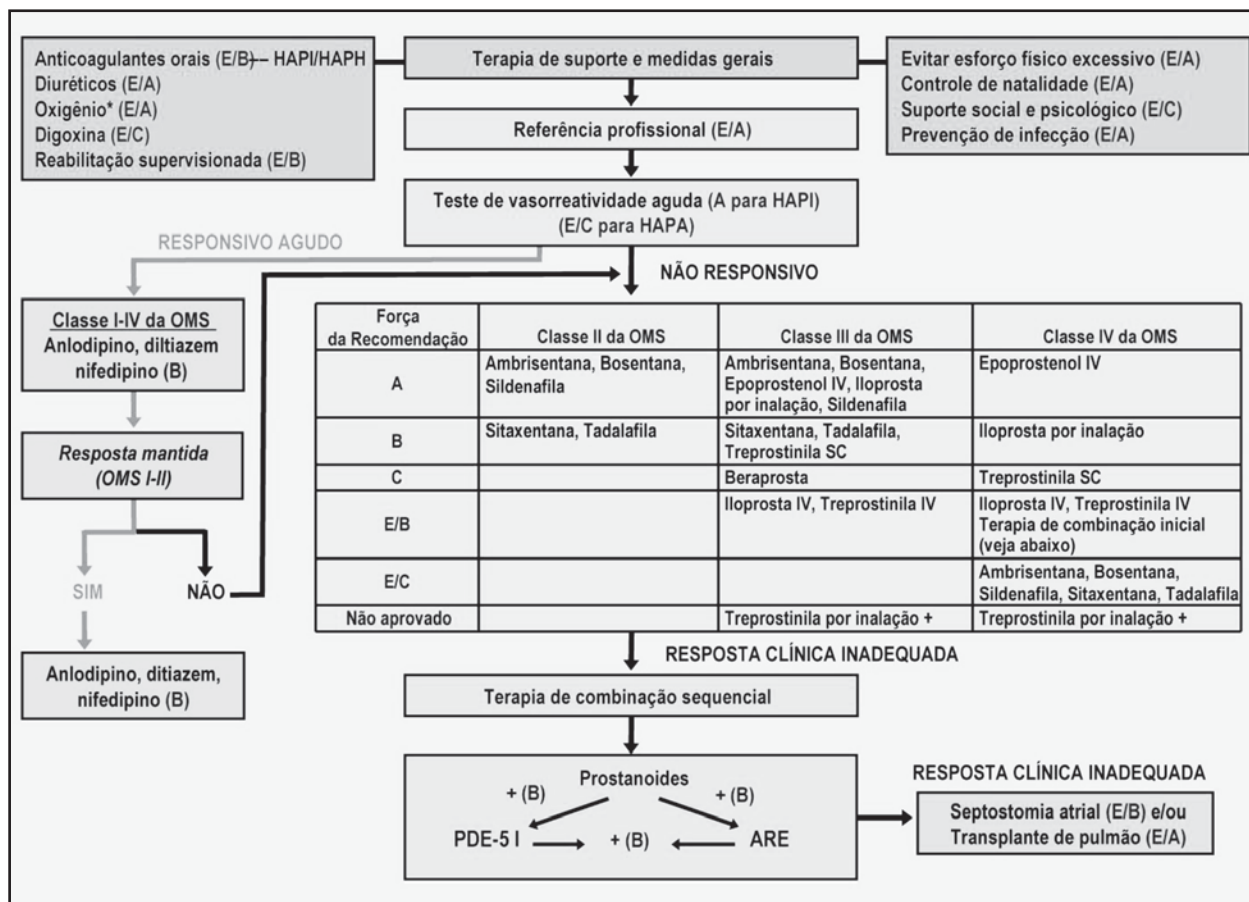 Anticoagulantes orais (E/B)-– HAPI/HAPH
Diuréticos (E/A)
Oxigênio* (E/A)
Digoxina (E/C)
Reabilitação supervisionada (E/B)
Terapia de suporte e medidas gerais
Evitar esforço físico excessivo (E/A)
Controle de natalidade (E/A)
Suporte social e psicológico (E/C)
Prevenção de infecção (E/A)
Referência profissional (E/A)
Teste de vasorreatividade aguda (A para HAPI)
(E/C para HAPA)
RESPONSIVO AGUDO
NÃO RESPONSIVO
Classe I-IV da OMS
Anlodipino, diltiazem
nifedipino (B)
Resposta mantida
(OMS I-II)
SIM
NÃO
Anlodipino, ditiazem,
nifedipino (B)
Força
da Recomendação
Classe II da OMS
Classe III da OMS
Classe IV da OMS
A
Ambrisentana, Bosentana,
Sildenafila
Ambrisentana, Bosentana,
Epoprostenol IV, Iloprosta
por inalação, Sildenafila
Epoprostenol IV
B
Sitaxentana, Tadalafila
Sitaxentana, Tadalafila,
Treprostinila SC
Iloprosta por inalação
C
Beraprosta
Treprostinila SC
E/B
Iloprosta IV, Treprostinila IV
Iloprosta IV, Treprostinila IV
Terapia de combinação inicial
(veja abaixo)
E/C
Ambrisentana, Bosentana,
Sildenafila, Sitaxentana, Tadalafila
Não aprovado
Treprostinila por inalação +
Treprostinila por inalação +
RESPOSTA CLÍNICA INADEQUADA
Terapia de combinação sequencial
Prostanoides
+ (B)
+ (B)
PDE-5 I
+ (B)
ARE
RESPOSTA CLÍNICA INADEQUADA
Septostomia atrial (E/B) e/ou
Transplante de pulmão (E/A)